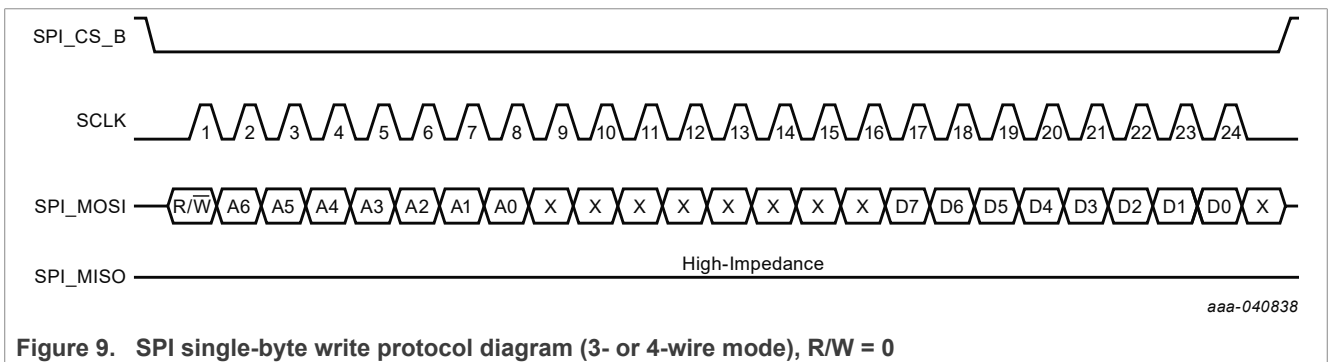 SPI_CS_B
SCLK 1 2 3 4 5 6 7 8 9 10 11 12 13 14 15 16 17 18 19 20 21 22 23 24
SPI_MOSI R/W̅ A6 A5 A4 A3 A2 A1 A0 X X X X X X X X D7 D6 D5 D4 D3 D2 D1 D0 X
High-Impedance
SPI_MISO
aaa-040838
Figure 9. SPI single-byte write protocol diagram (3- or 4-wire mode), R/W = 0